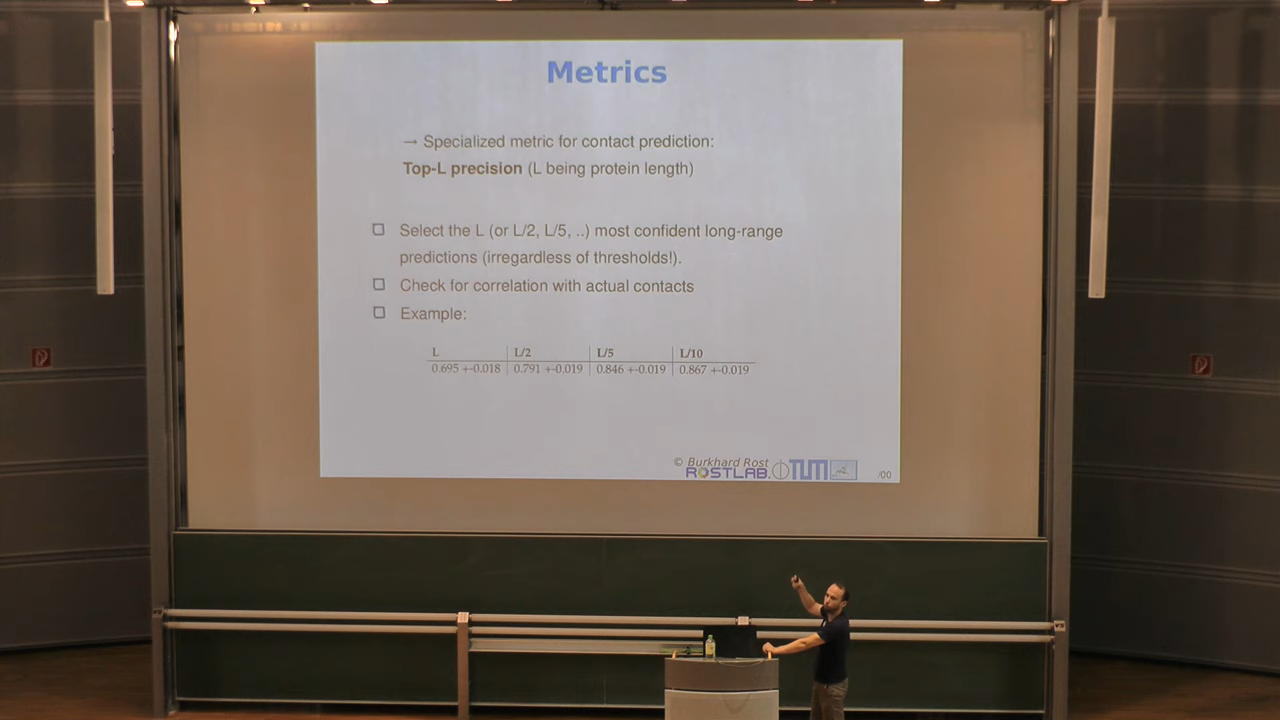 Metrics
→ Specialized metric for contact prediction:
Top-L precision (L being protein length)
Select the L (or L/2, L/5, ..) most confident long-range
predictions (irregardless of thresholds!).
Check for correlation with actual contacts
Example:
L L/2 L/5 L/10
0.695 +-0.018 0.791 +-0.019 0.846 +-0.019 0.867 +-0.019
© Burkhard Rost
ROSTLAB. TUM
/00